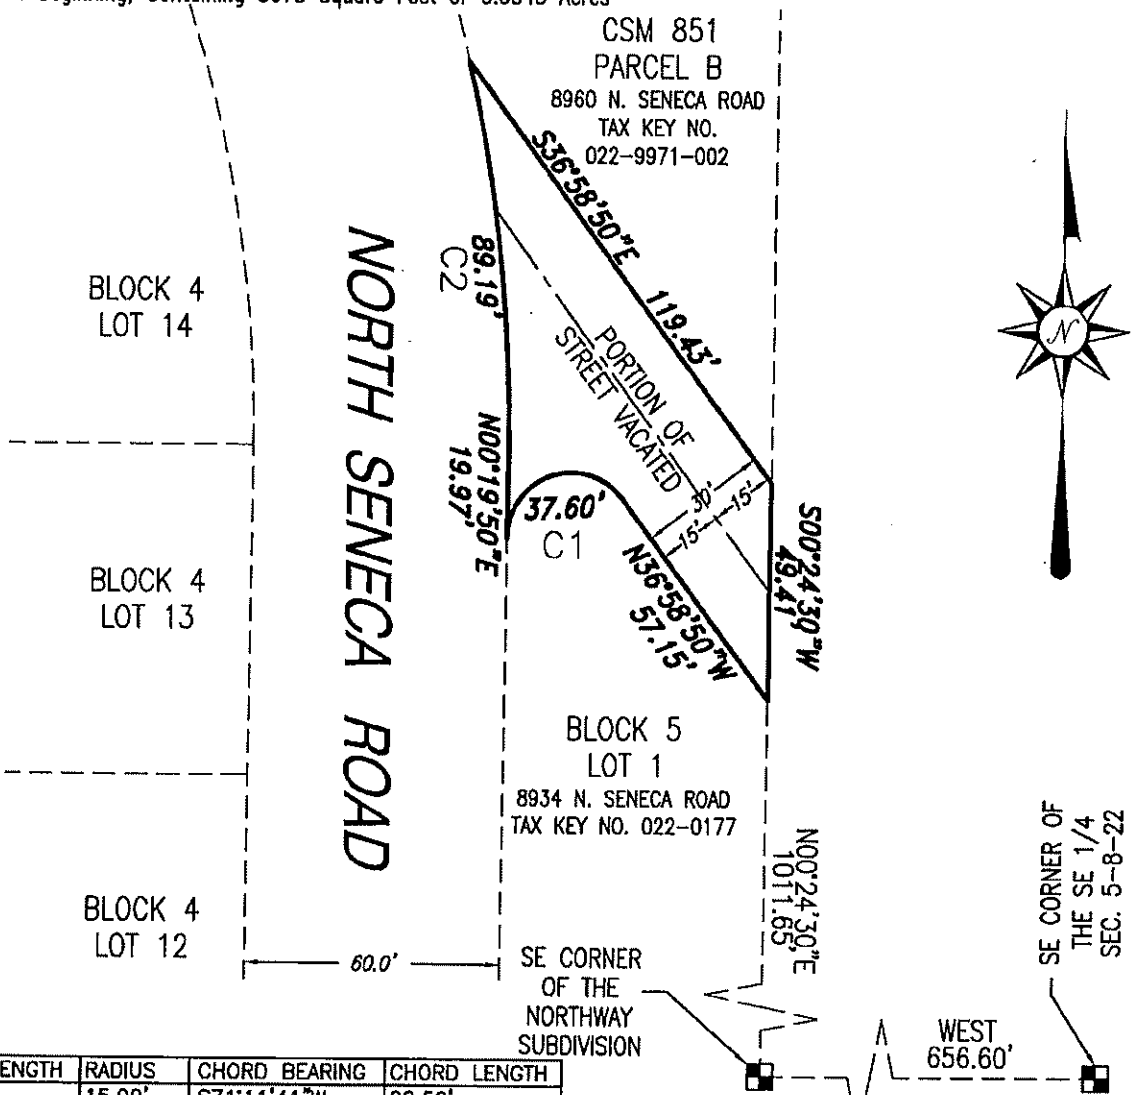 CSM 851
PARCEL B
8960 N. SENECA ROAD
TAX KEY NO.
022-9971-002
S36°58'50"E
119.43'
NORTH SENECA ROAD
89.19'
C2
BLOCK 4
LOT 14
PORTION OF
STREET VACATED
N
N00°19'50"E
19.97'
37.60'
C1
30'
15'
15'
S00°24'30"W
49.41'
N36°58'50"W
57.15'
BLOCK 4
LOT 13
BLOCK 5
LOT 1
8934 N. SENECA ROAD
TAX KEY NO. 022-0177
N00°24'30"E
1011.65'
SE CORNER OF
THE SE 1/4
SEC. 5-8-22
BLOCK 4
LOT 12
60.0'
SE CORNER
OF THE
NORTHWAY
SUBDIVISION
WEST
656.60'
ENGTH RADIUS CHORD BEARING CHORD LENGTH